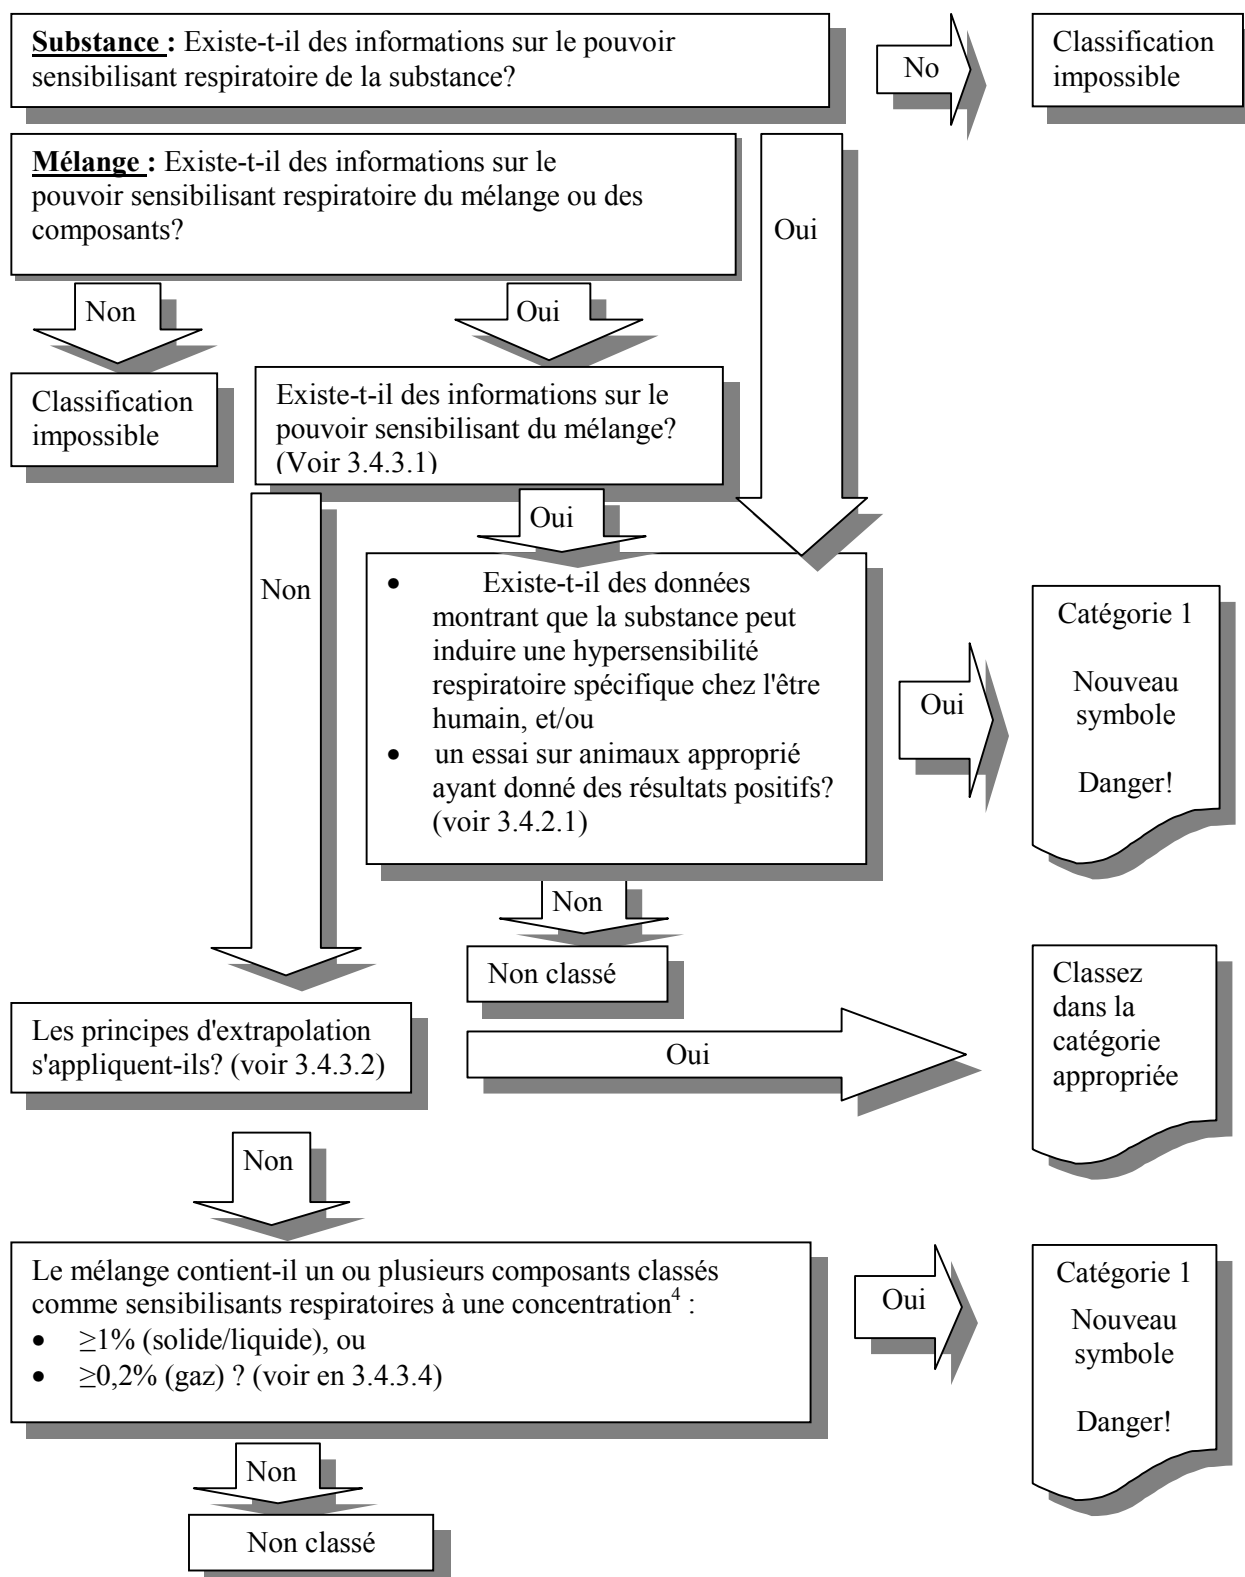 Substance : Existe-t-il des informations sur le pouvoir
sensibilisant respiratoire de la substance?
No
Classification
impossible
Mélange : Existe-t-il des informations sur le
pouvoir sensibilisant respiratoire du mélange ou des
composants?
Oui
Non
Oui
Classification
impossible
Existe-t-il des informations sur le
pouvoir sensibilisant du mélange?
(Voir 3.4.3.1)
Oui
Non
• Existe-t-il des données
montrant que la substance peut
induire une hypersensibilité
respiratoire spécifique chez l'être
humain, et/ou
• un essai sur animaux approprié
ayant donné des résultats positifs?
(voir 3.4.2.1)
Oui
Catégorie 1
Nouveau
symbole
Danger!
Non
Non classé
Les principes d'extrapolation
s'appliquent-ils? (voir 3.4.3.2)
Oui
Classez
dans la
catégorie
appropriée
Non
Le mélange contient-il un ou plusieurs composants classés
comme sensibilisants respiratoires à une concentration⁴ :
• ≥1% (solide/liquide), ou
• ≥0,2% (gaz) ? (voir en 3.4.3.4)
Oui
Catégorie 1
Nouveau
symbole
Danger!
Non
Non classé